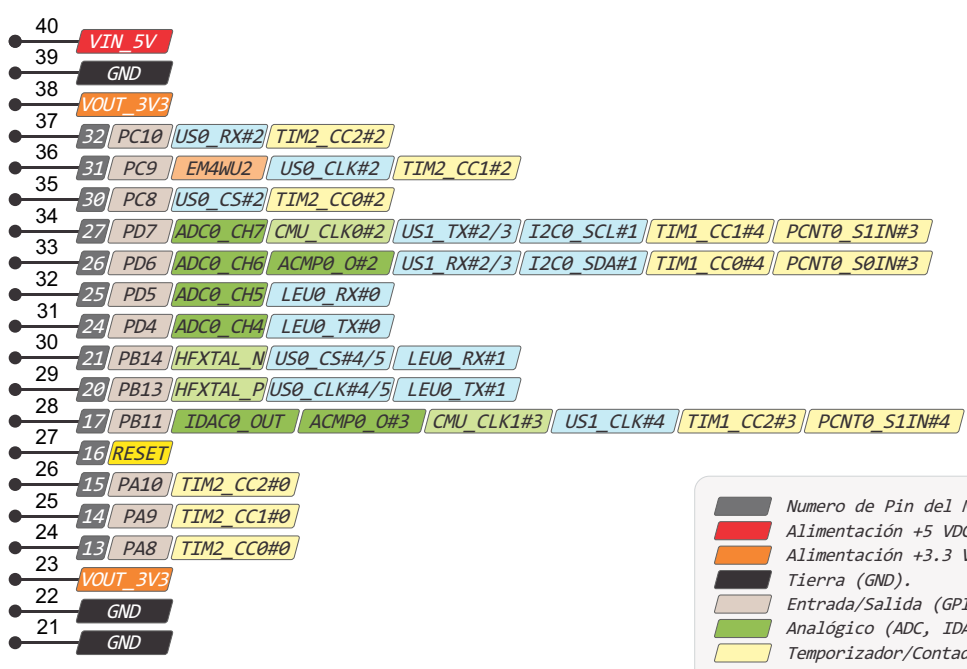 40 VIN_5V
39 GND
38 VOUT_3V3
37 32 PC10 US0_RX#2 TIM2_CC2#2
36 31 PC9 EM4WU2 US0_CLK#2 TIM2_CC1#2
35 30 PC8 US0_CS#2 TIM2_CC0#2
34 27 PD7 ADC0_CH7 CMU_CLK0#2 US1_TX#2/3 I2C0_SCL#1 TIM1_CC1#4 PCNT0_S1IN#3
33 26 PD6 ADC0_CH6 ACMP0_O#2 US1_RX#2/3 I2C0_SDA#1 TIM1_CC0#4 PCNT0_S0IN#3
32 25 PD5 ADC0_CH5 LEU0_RX#0
31 24 PD4 ADC0_CH4 LEU0_TX#0
30 21 PB14 HFXTAL_N US0_CS#4/5 LEU0_RX#1
29 20 PB13 HFXTAL_P US0_CLK#4/5 LEU0_TX#1
28 17 PB11 IDAC0_OUT ACMP0_O#3 CMU_CLK1#3 US1_CLK#4 TIM1_CC2#3 PCNT0_S1IN#4
27 16 RESET
26 15 PA10 TIM2_CC2#0
25 14 PA9 TIM2_CC1#0
24 13 PA8 TIM2_CC0#0
23 VOUT_3V3
22 GND
21 GND
Numero de Pin del
Alimentación +5 VDC
Alimentación +3.3 V
Tierra (GND).
Entrada/Salida (GPI
Analógico (ADC, IDA
Temporizador/Contad